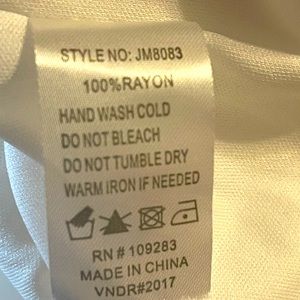 STYLE NO: JM8083
100%RAYON
HAND WASH COLD
DO NOT BLEACH
DO NOT TUMBLE DRY
WARM IRON IF NEEDED
RN # 109283
MADE IN CHINA
VNDR#2017